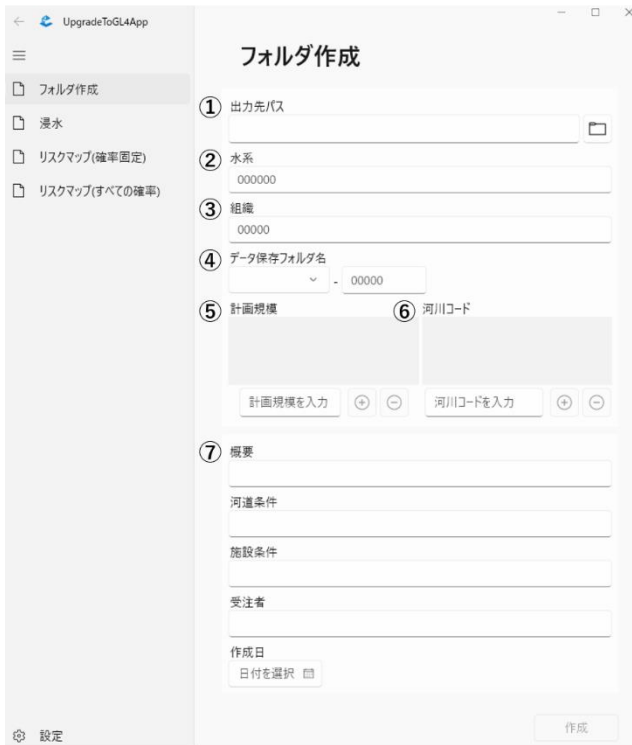 UpgradeToGL4App
フォルダ作成
浸水
リスクマップ(確率固定)
リスクマップ(すべての確率)
設定
フォルダ作成
① 出力先パス
② 水系
000000
③ 組織
00000
④ データ保存フォルダ名
- 00000
⑤ 計画規模 ⑥ 河川コード
計画規模を入力 河川コードを入力
⑦ 概要
河道条件
施設条件
受注者
作成日
日付を選択
作成